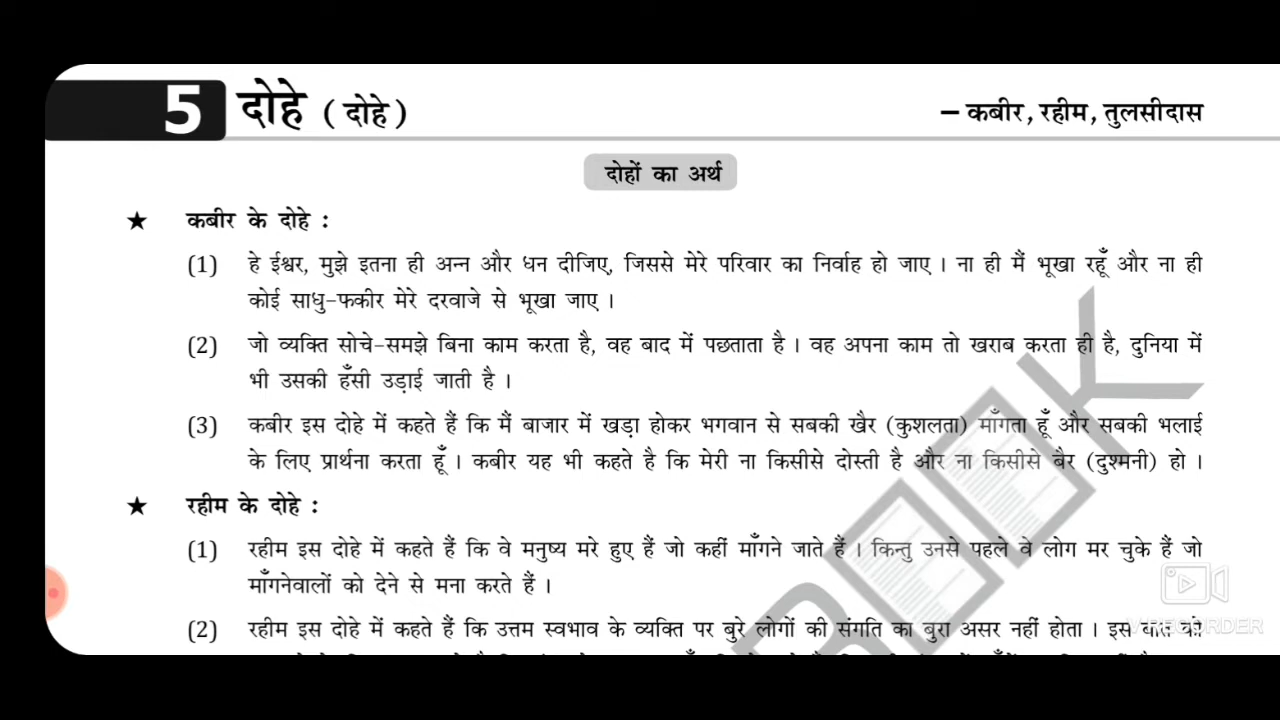 5 दोहे (दोहे)
– कबीर, रहीम, तुलसीदास
दोहों का अर्थ
★ कबीर के दोहे :
(1) हे ईश्वर, मुझे इतना ही अन्न और धन दीजिए, जिससे मेरे परिवार का निर्वाह हो जाए । ना ही मैं भूखा रहूँ और ना ही
कोई साधु-फकीर मेरे दरवाजे से भूखा जाए ।
(2) जो व्यक्ति सोचे-समझे बिना काम करता है, वह बाद में पछताता है । वह अपना काम तो खराब करता ही है, दुनिया में
भी उसकी हँसी उड़ाई जाती है ।
(3) कबीर इस दोहे में कहते हैं कि मैं बाजार में खड़ा होकर भगवान से सबकी खैर (कुशलता) माँगता हूँ और सबकी भलाई
के लिए प्रार्थना करता हूँ । कबीर यह भी कहते है कि मेरी ना किसीसे दोस्ती है और ना किसीसे बैर (दुश्मनी) हो ।
★ रहीम के दोहे :
(1) रहीम इस दोहे में कहते हैं कि वे मनुष्य मरे हुए हैं जो कहीं माँगने जाते हैं । किन्तु उनसे पहले वे लोग मर चुके हैं जो
माँगनेवालों को देने से मना करते हैं ।
(2) रहीम इस दोहे में कहते हैं कि उत्तम स्वभाव के व्यक्ति पर बुरे लोगों की संगति का बुरा असर नहीं होता । इस बात को
V RECORDER